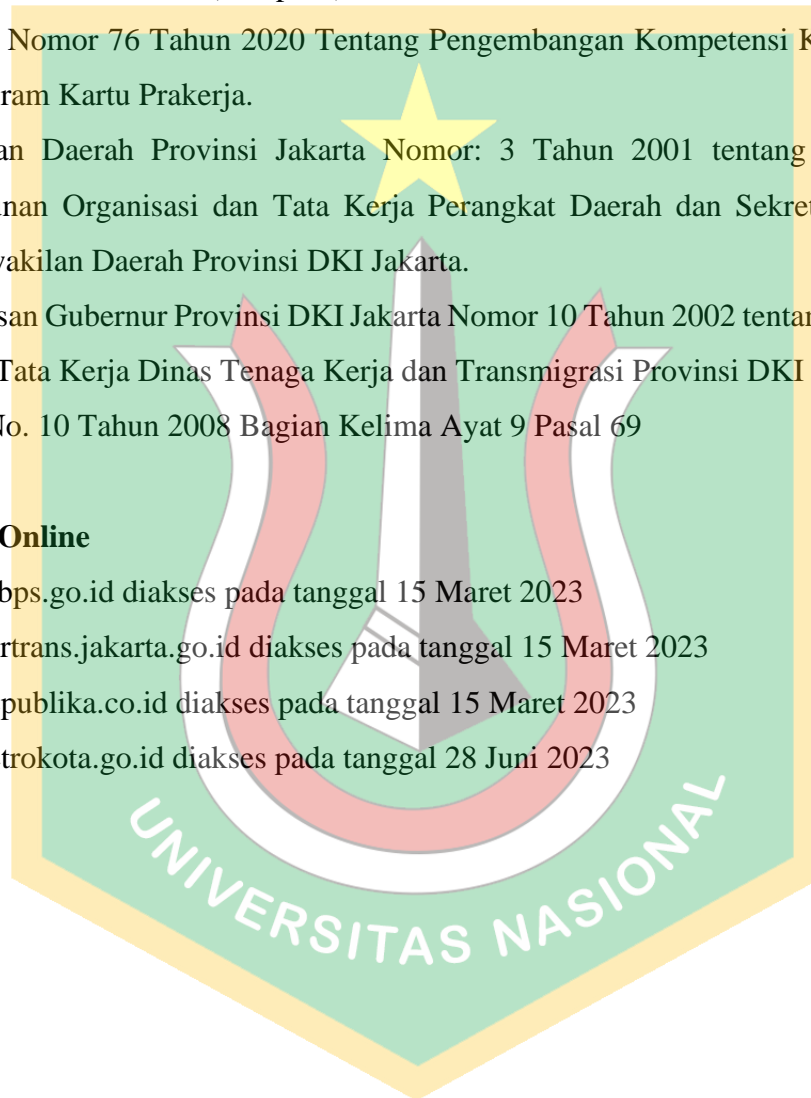 Nomor 76 Tahun 2020 Tentang Pengembangan Kompetensi K
ram Kartu Prakerja.
an Daerah Provinsi Jakarta Nomor: 3 Tahun 2001 tentang
unan Organisasi dan Tata Kerja Perangkat Daerah dan Sekret
wakilan Daerah Provinsi DKI Jakarta.
san Gubernur Provinsi DKI Jakarta Nomor 10 Tahun 2002 tentan
Tata Kerja Dinas Tenaga Kerja dan Transmigrasi Provinsi DKI
No. 10 Tahun 2008 Bagian Kelima Ayat 9 Pasal 69
Online
bps.go.id diakses pada tanggal 15 Maret 2023
rtrans.jakarta.go.id diakses pada tanggal 15 Maret 2023
publika.co.id diakses pada tanggal 15 Maret 2023
trokota.go.id diakses pada tanggal 28 Juni 2023
UNIVERSITAS NASIONAL